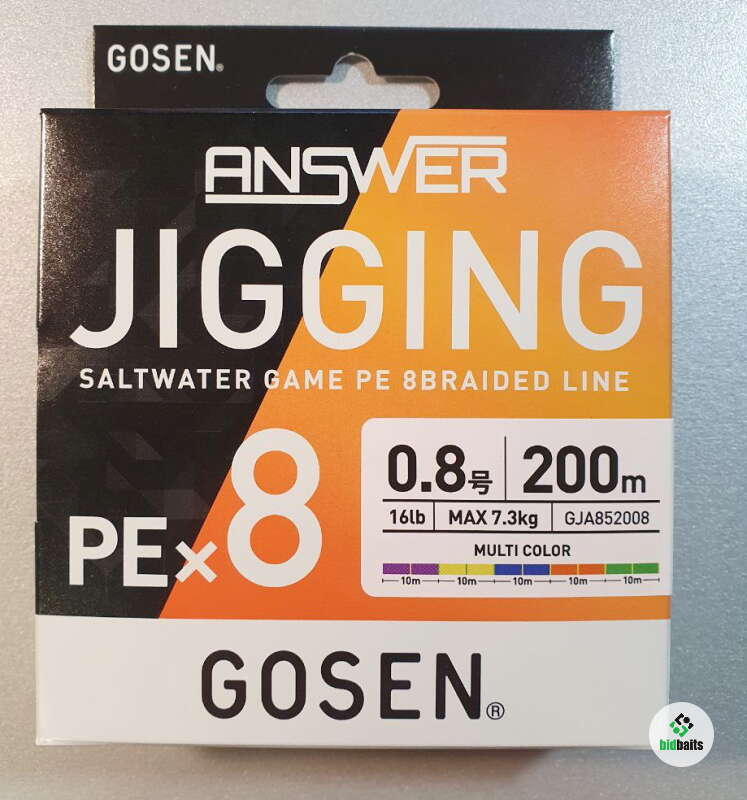 GOSEN®
ANSWER
JIGGING
SALTWATER GAME PE 8BRAIDED LINE
PE×8
0.8号 200m
16lb MAX 7.3kg GJA852008
MULTI COLOR
10m 10m 10m 10m 10m
GOSEN®
bidbaits